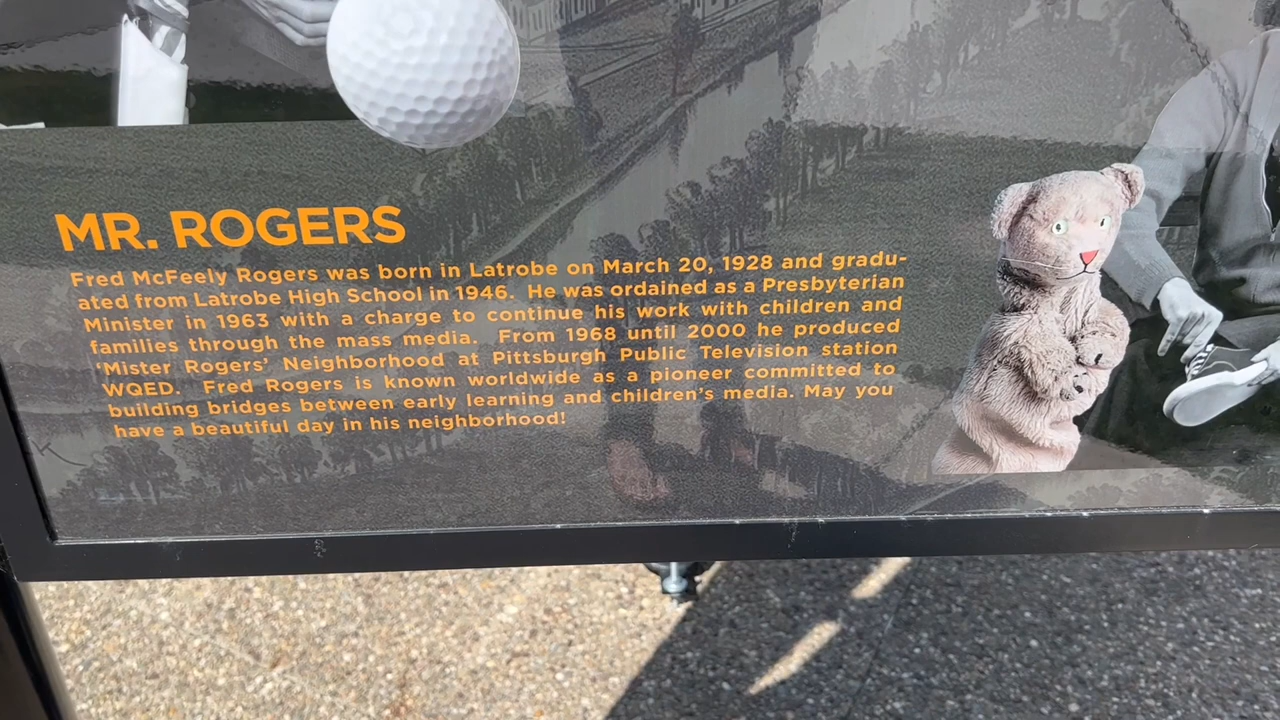 MR. ROGERS
Fred McFeely Rogers was born in Latrobe on March 20, 1928 and gradu-
ated from Latrobe High School in 1946. He was ordained as a Presbyterian
Minister in 1963 with a charge to continue his work with children and
families through the mass media. From 1968 until 2000 he produced
‘Mister Rogers’ Neighborhood at Pittsburgh Public Television station
WQED. Fred Rogers is known worldwide as a pioneer committed to
building bridges between early learning and children’s media. May you
have a beautiful day in his neighborhood!